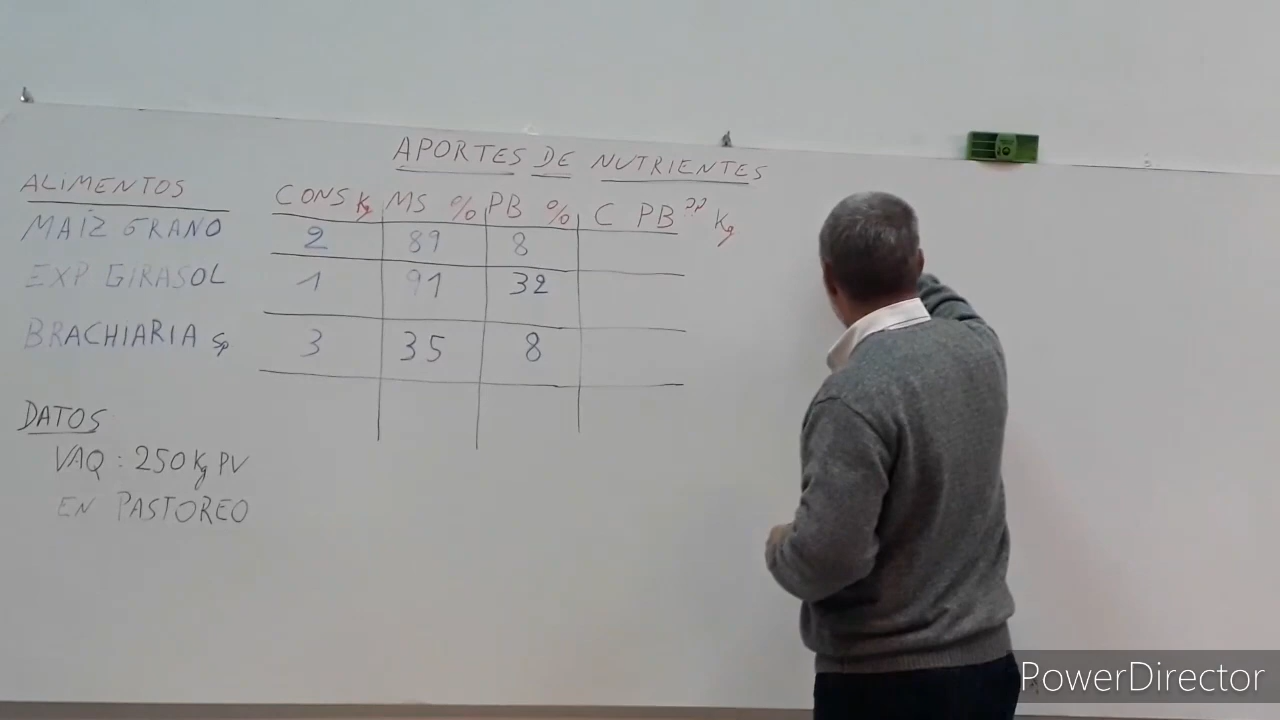 APORTES DE NUTRIENTES
ALIMENTOS CONS Kg MS % PB % C PB Kg
MAÍZ GRANO 2 89 8
EXP. GIRASOL 1 91 32
BRACHIARIA Sp 3 35 8
DATOS
VAQ : 250 Kg PV
EN PASTOREO
PowerDirector